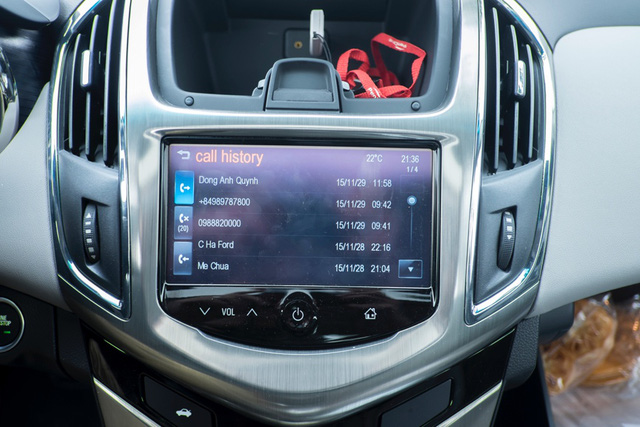 call history 22°C 21:36
1/4
Dong Anh Quynh 15/11/29 11:58
+84989787800 15/11/29 09:42
(20) 0988820000 15/11/29 09:41
C Ha Ford 15/11/28 22:16
Me Chua 15/11/28 21:04
VOL